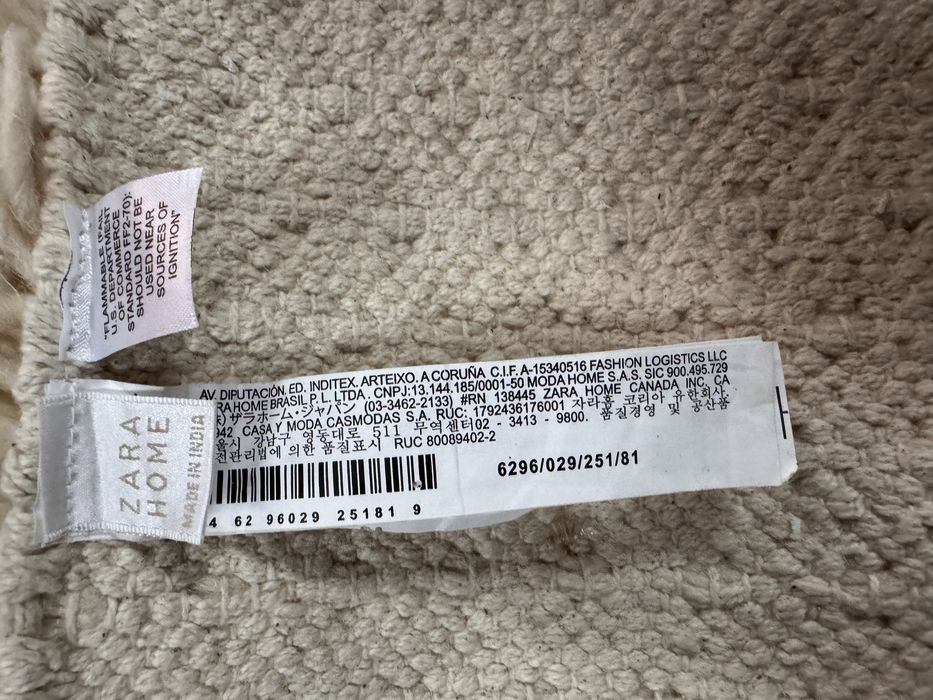 "FLAMMABLE (FAIL
U.S. DEPARTMENT
OF COMMERCE
STANDARD FF2-70):
SHOULD NOT BE
USED NEAR
SOURCES OF
IGNITION"
ZARA
HOME
MADE IN INDIA
AV. DIPUTACIÓN, ED. INDITEX. ARTEIXO. A CORUÑA C.I.F. A-15340516 FASHION LOGISTICS LLC
RA HOME BRASIL P. L. LTDA . CNPJ:13.144.185/0001-50 MODA HOME S.A.S. SIC 900.495.729
ザラホーム・ジャパン (03-3462-2133) #RN 138445 ZARA HOME CANADA INC. CA
942 CASA Y MODA CASMODAS S.A. RUC: 1792436176001 자라홈 코리아 유한회사.
울시 강남구 영동대로 511 무역센터02 - 3413 - 9800. 품질경영 및 공산품
전관리법에 의한 품질표시 RUC 80089402-2
6296/029/251/81
4 62 96029 25181 9